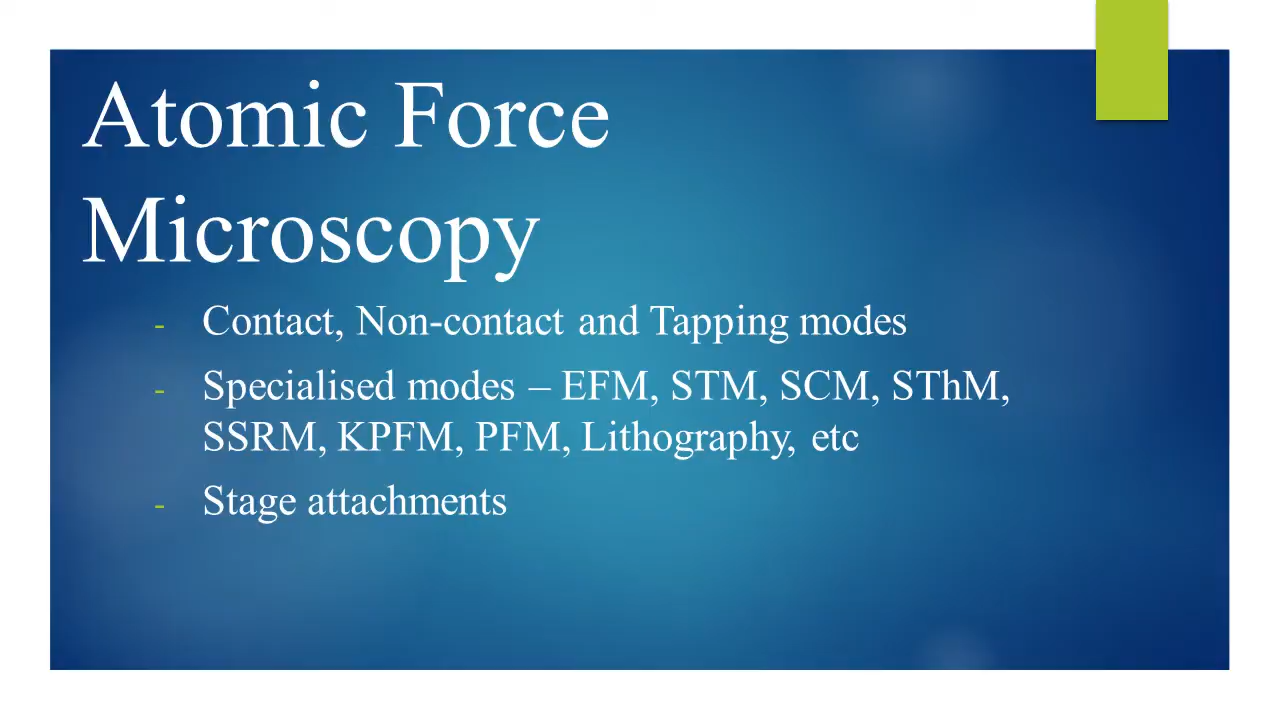 Atomic Force
Microscopy
- Contact, Non-contact and Tapping modes
- Specialised modes – EFM, STM, SCM, SThM,
SSRM, KPFM, PFM, Lithography, etc
- Stage attachments